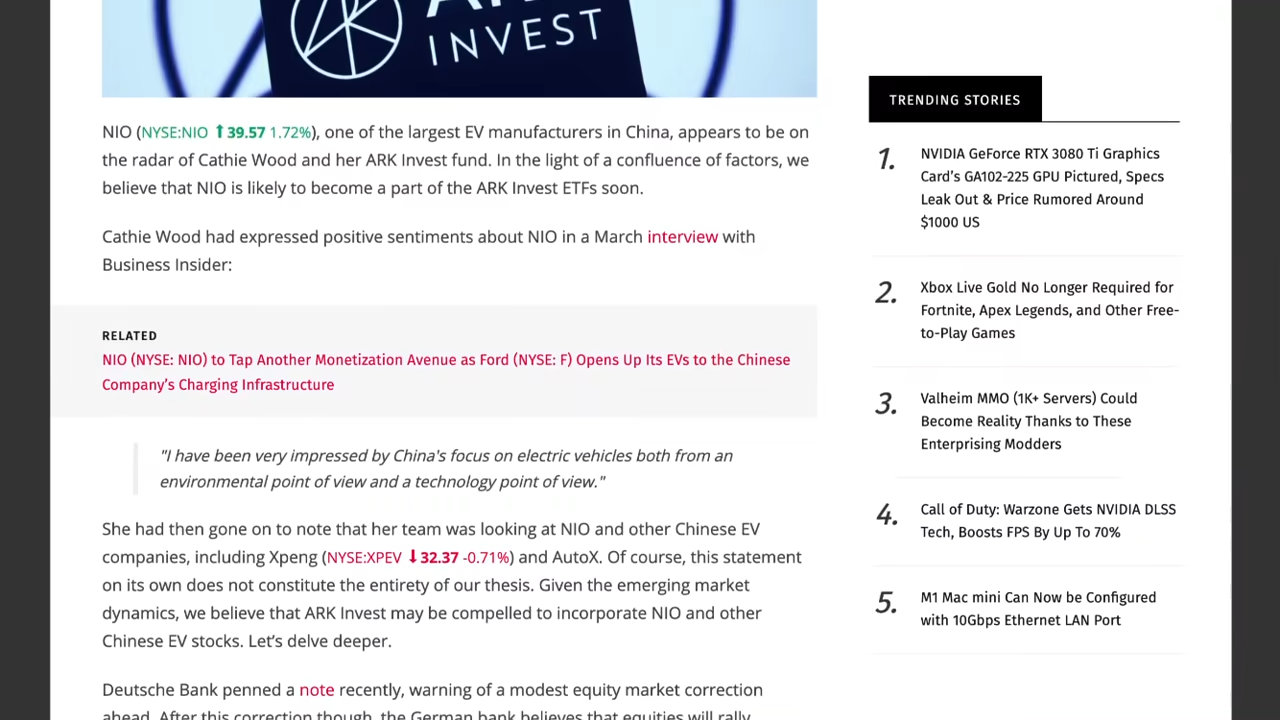 INVEST
NIO (NYSE:NIO ⬆39.57 1.72%), one of the largest EV manufacturers in China, appears to be on
the radar of Cathie Wood and her ARK Invest fund. In the light of a confluence of factors, we
believe that NIO is likely to become a part of the ARK Invest ETFs soon.
Cathie Wood had expressed positive sentiments about NIO in a March interview with
Business Insider:
RELATED
NIO (NYSE: NIO) to Tap Another Monetization Avenue as Ford (NYSE: F) Opens Up Its EVs to the Chinese
Company's Charging Infrastructure
"I have been very impressed by China's focus on electric vehicles both from an
environmental point of view and a technology point of view."
She had then gone on to note that her team was looking at NIO and other Chinese EV
companies, including Xpeng (NYSE:XPEV ⬇32.37 -0.71%) and AutoX. Of course, this statement
on its own does not constitute the entirety of our thesis. Given the emerging market
dynamics, we believe that ARK Invest may be compelled to incorporate NIO and other
Chinese EV stocks. Let's delve deeper.
Deutsche Bank penned a note recently, warning of a modest equity market correction
ahead. After this correction though, the German bank believes that equities will rally
TRENDING STORIES
1.
NVIDIA GeForce RTX 3080 Ti Graphics
Card's GA102-225 GPU Pictured, Specs
Leak Out & Price Rumored Around
$1000 US
2.
Xbox Live Gold No Longer Required for
Fortnite, Apex Legends, and Other Free-
to-Play Games
3.
Valheim MMO (1K+ Servers) Could
Become Reality Thanks to These
Enterprising Modders
4.
Call of Duty: Warzone Gets NVIDIA DLSS
Tech, Boosts FPS By Up To 70%
5.
M1 Mac mini Can Now be Configured
with 10Gbps Ethernet LAN Port